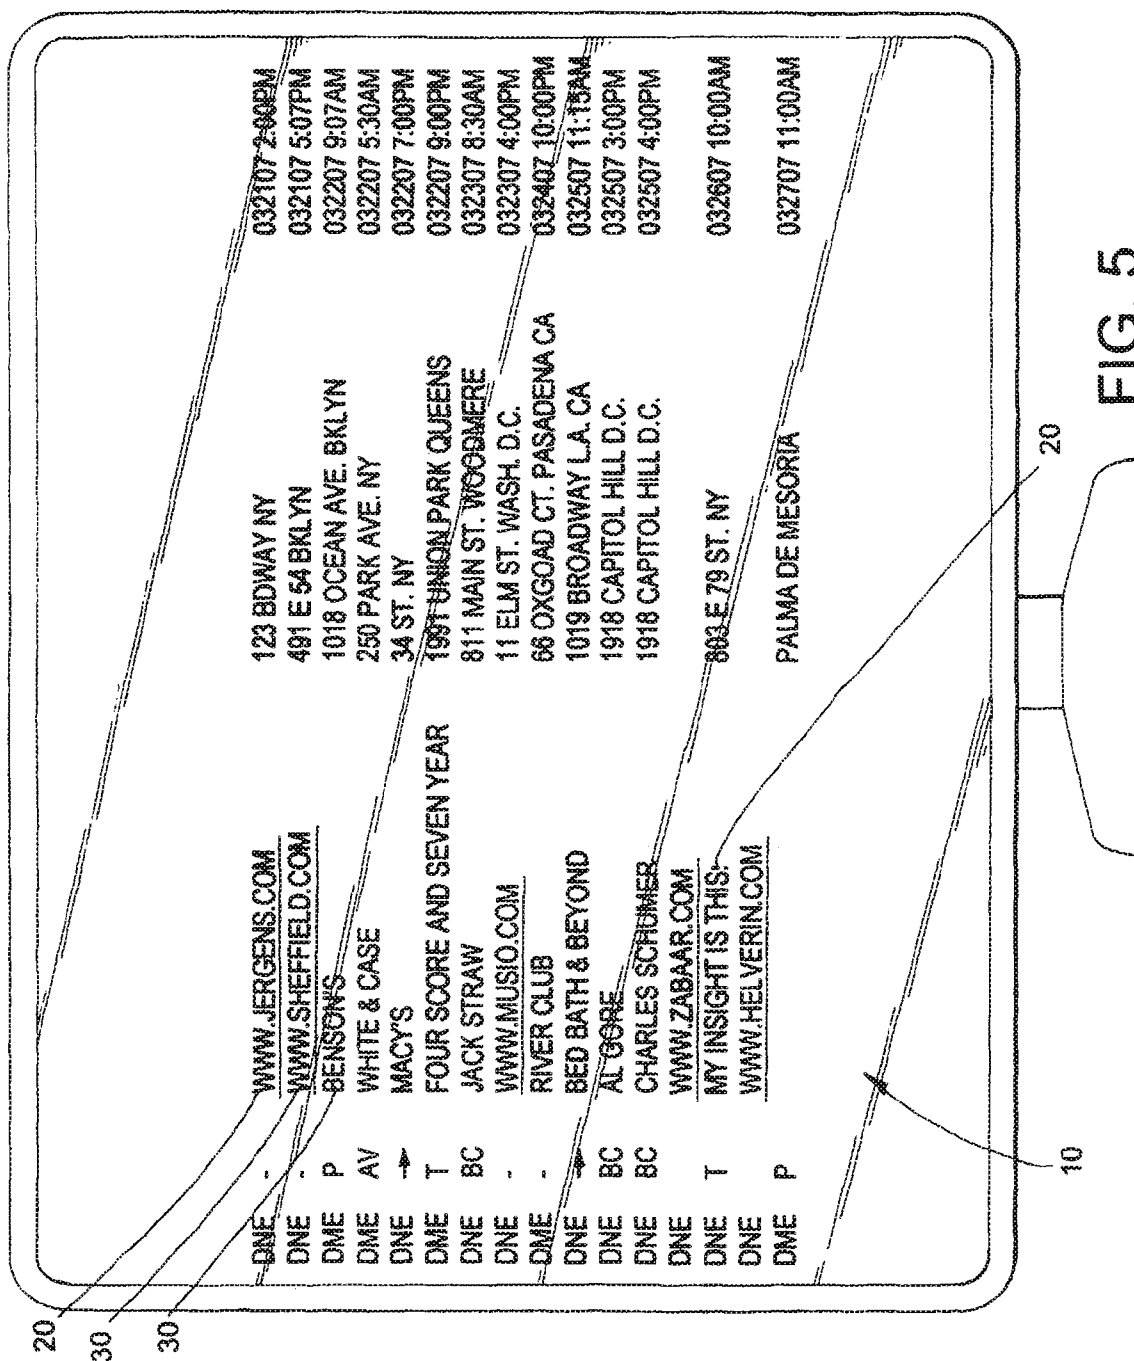 20
30
30
DNE - WWW.JERGENS.COM 123 BDWAY NY 032107 2:00PM
DNE - WWW.SHEFFIELD.COM 491 E 54 BKLYN 032107 5:07PM
DME P BENSON'S 1018 OCEAN AVE. BKLYN 032207 9:07AM
DME AV WHITE & CASE 250 PARK AVE. NY 032207 5:30AM
DNE → MACY'S 34 ST. NY 032207 7:00PM
DME T FOUR SCORE AND SEVEN YEAR 1991 UNION PARK QUEENS 032207 9:00PM
DNE BC JACK STRAW 811 MAIN ST. WOODMERE 032307 8:30AM
DNE - WWW.MUSIO.COM 11 ELM ST. WASH. D.C. 032307 4:00PM
DME - RIVER CLUB 66 OXGOAD CT. PASADENA CA 032407 10:00PM
DNE → BED BATH & BEYOND 1019 BROADWAY L.A. CA 032507 11:15AM
DNE BC AL GORE 1918 CAPITOL HILL D.C. 032507 3:00PM
DNE BC CHARLES SCHUMER 1918 CAPITOL HILL D.C. 032507 4:00PM
DNE WWW.ZABAAR.COM
DNE T MY INSIGHT IS THIS: 803 E 79 ST. NY 032607 10:00AM
DNE WWW.HELVERIN.COM
DME P PALMA DE MESORIA 032707 11:00AM
10
20
FIG. 5